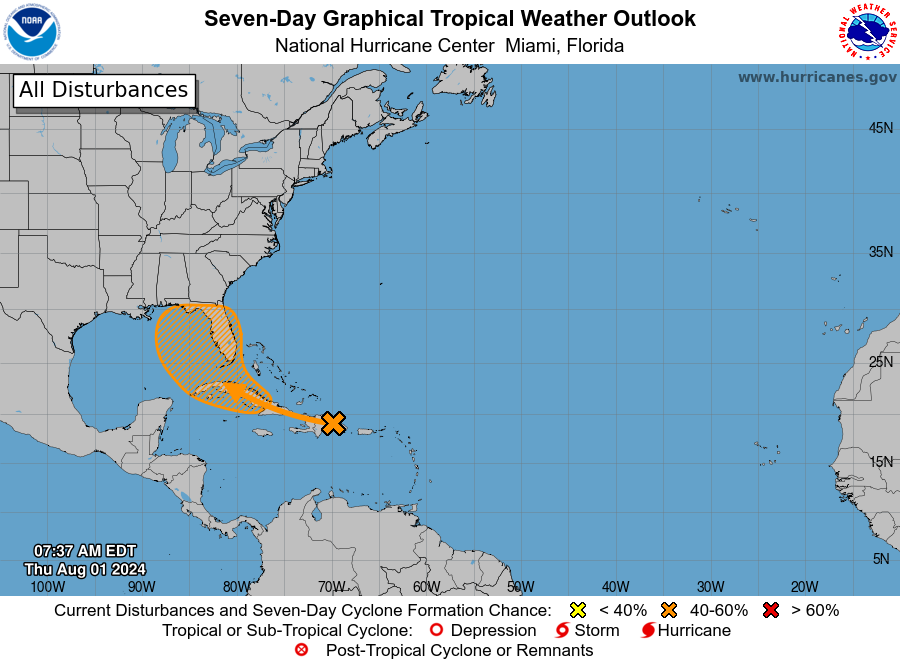 Seven-Day Graphical Tropical Weather Outlook
National Hurricane Center Miami, Florida
NOAA
NATIONAL WEATHER SERVICE
All Disturbances
www.hurricanes.gov
45N
35N
25N
15N
5N
07:37 AM EDT
Thu Aug 01 2024
100W 90W 80W 70W 60W 50W 40W 30W 20W
Current Disturbances and Seven-Day Cyclone Formation Chance: < 40% 40-60% > 60%
Tropical or Sub-Tropical Cyclone: Depression Storm Hurricane
Post-Tropical Cyclone or Remnants